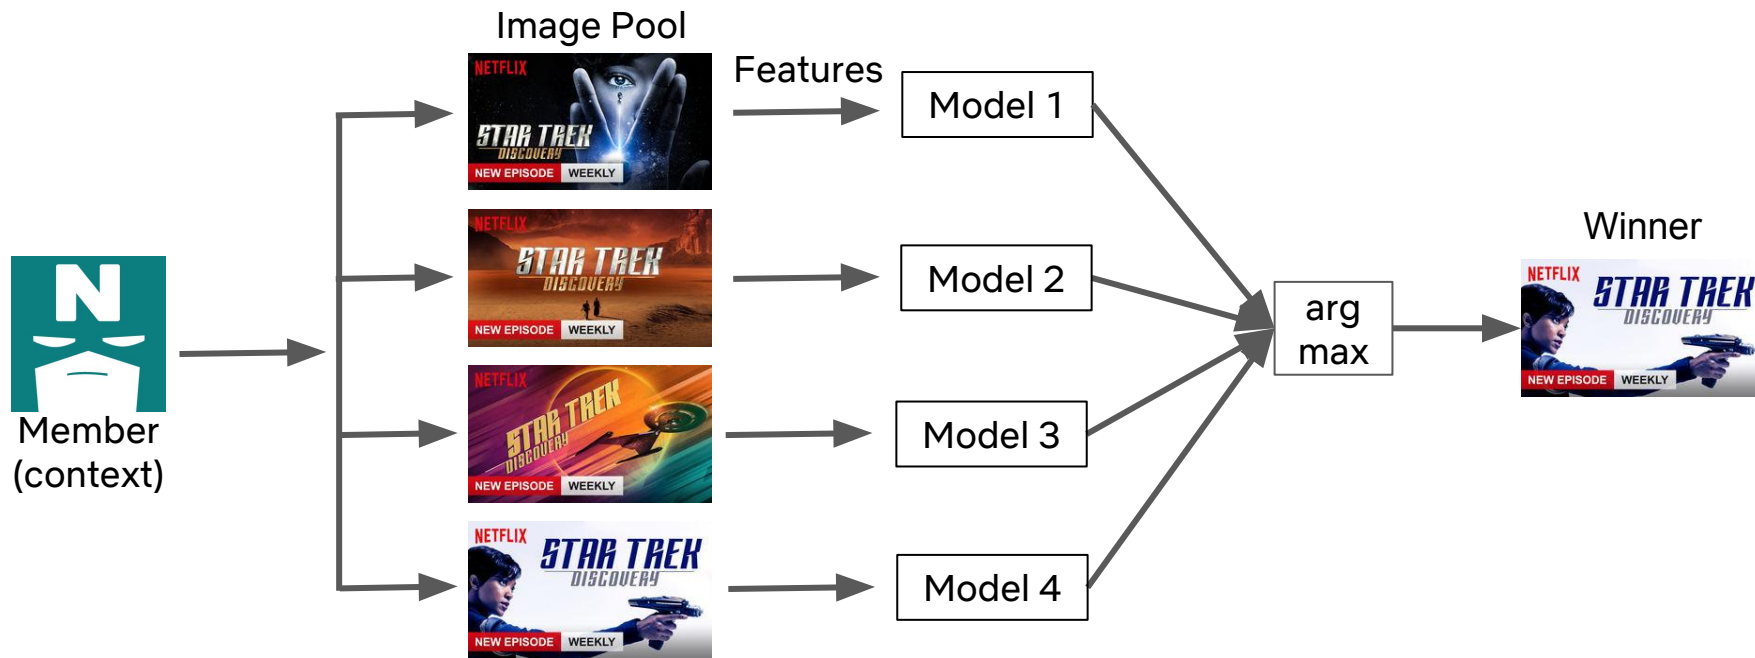 Image Pool
Features
NETFLIX
STAR TREK
DISCOVERY
NEW EPISODE WEEKLY
Model 1
NETFLIX
STAR TREK
DISCOVERY
NEW EPISODE WEEKLY
Model 2
NETFLIX
STAR TREK
DISCOVERY
NEW EPISODE WEEKLY
Model 3
NETFLIX
STAR TREK
DISCOVERY
NEW EPISODE WEEKLY
Model 4
N
Member
(context)
arg
max
Winner
NETFLIX
STAR TREK
DISCOVERY
NEW EPISODE WEEKLY